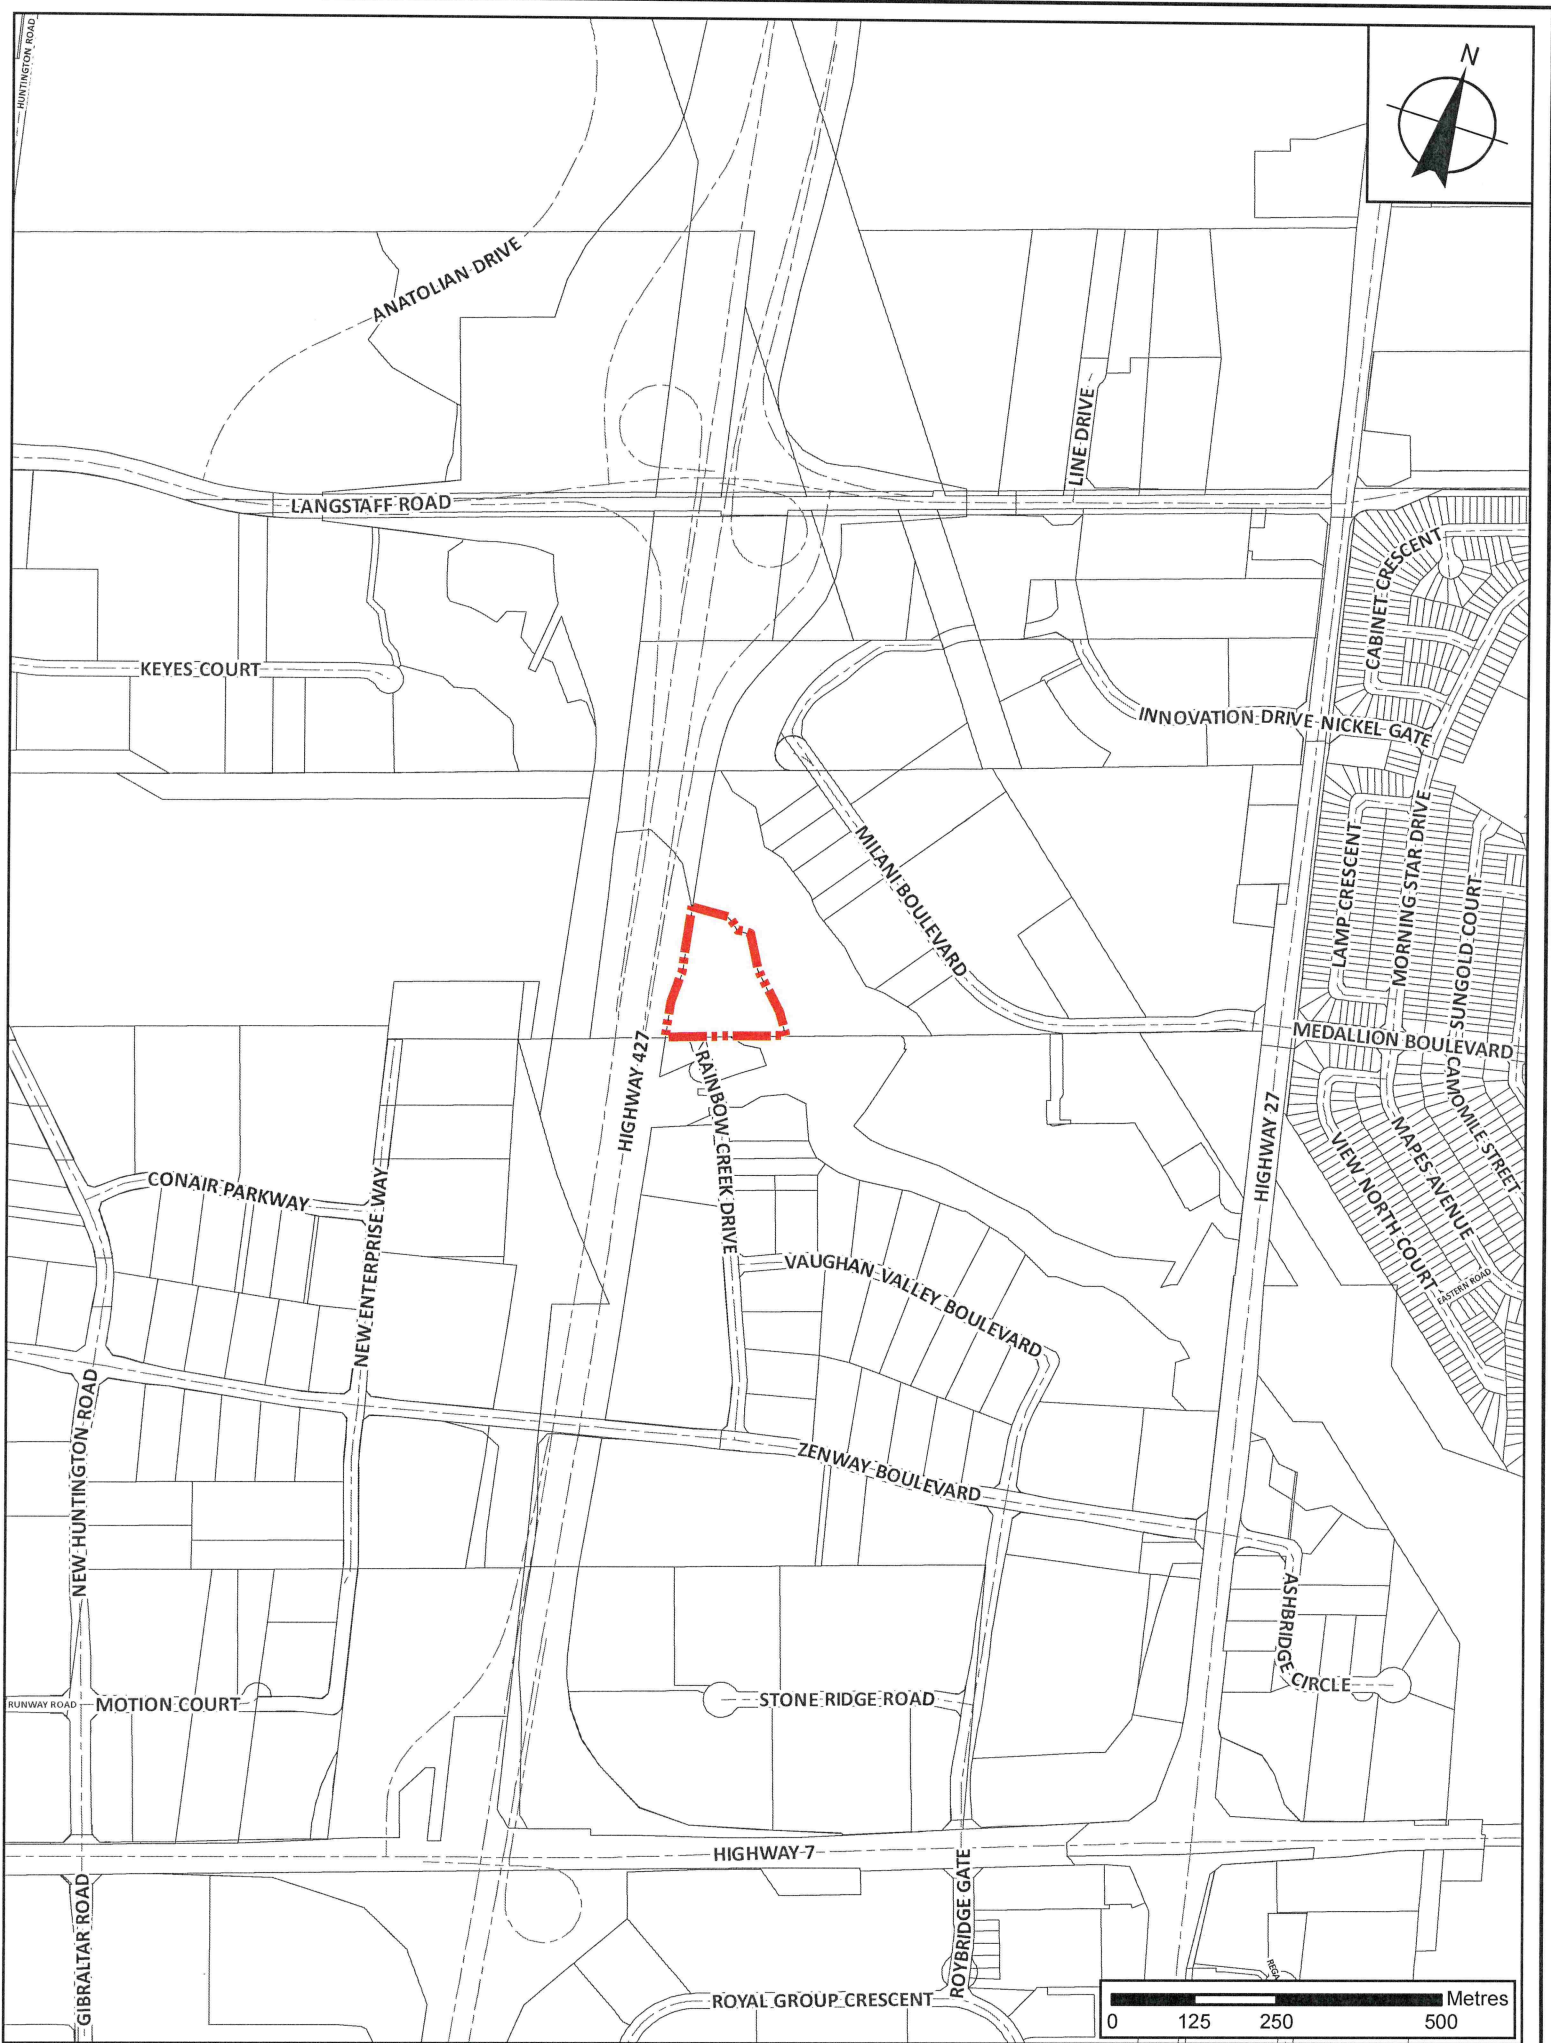 HUNTINGTON ROAD
N
ANATOLIAN DRIVE
LINE DRIVE
LANGSTAFF ROAD
CABINET CRESCENT
KEYES COURT
INNOVATION DRIVE
NICKEL GATE
MILANI BOULEVARD
LAMP CRESCENT
MORNING STAR DRIVE
SUNGOLD COURT
MEDALLION BOULEVARD
HIGHWAY 427
RAINBOW CREEK DRIVE
HIGHWAY 27
CAMOMILE STREET
MAPES AVENUE
VIEW NORTH COURT
EASTERN ROAD
CONAIR PARKWAY
NEW ENTERPRISE WAY
VAUGHAN VALLEY BOULEVARD
NEW HUNTINGTON ROAD
ZENWAY BOULEVARD
ASHBRIDGE CIRCLE
RUNWAY ROAD
MOTION COURT
STONE RIDGE ROAD
HIGHWAY 7
GIBRALTAR ROAD
ROYBRIDGE GATE
ROYAL GROUP CRESCENT
Metres
0 125 250 500